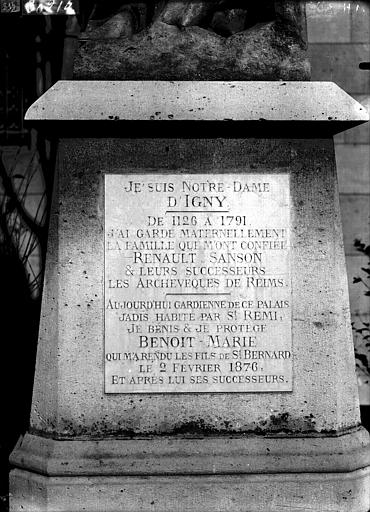 JE SUIS NOTRE-DAME
D'IGNY.
DE 1126 A 1791.
J'AI GARDÉ MATERNELLEMENT
LA FAMILLE QUE M'ONT CONFIÉE
RENAULT SANSON
& LEURS SUCCESSEURS
LES ARCHEVÊQUES DE REIMS.
AUJOURD'HUI GARDIENNE DE CE PALAIS
JADIS HABITÉ PAR ST REMI,
JE BÉNIS & JE PROTÈGE
BENOIT-MARIE
QUI M'A RENDU LES FILS DE ST BERNARD
LE 2 FÉVRIER 1876,
ET APRÈS LUI SES SUCCESSEURS.